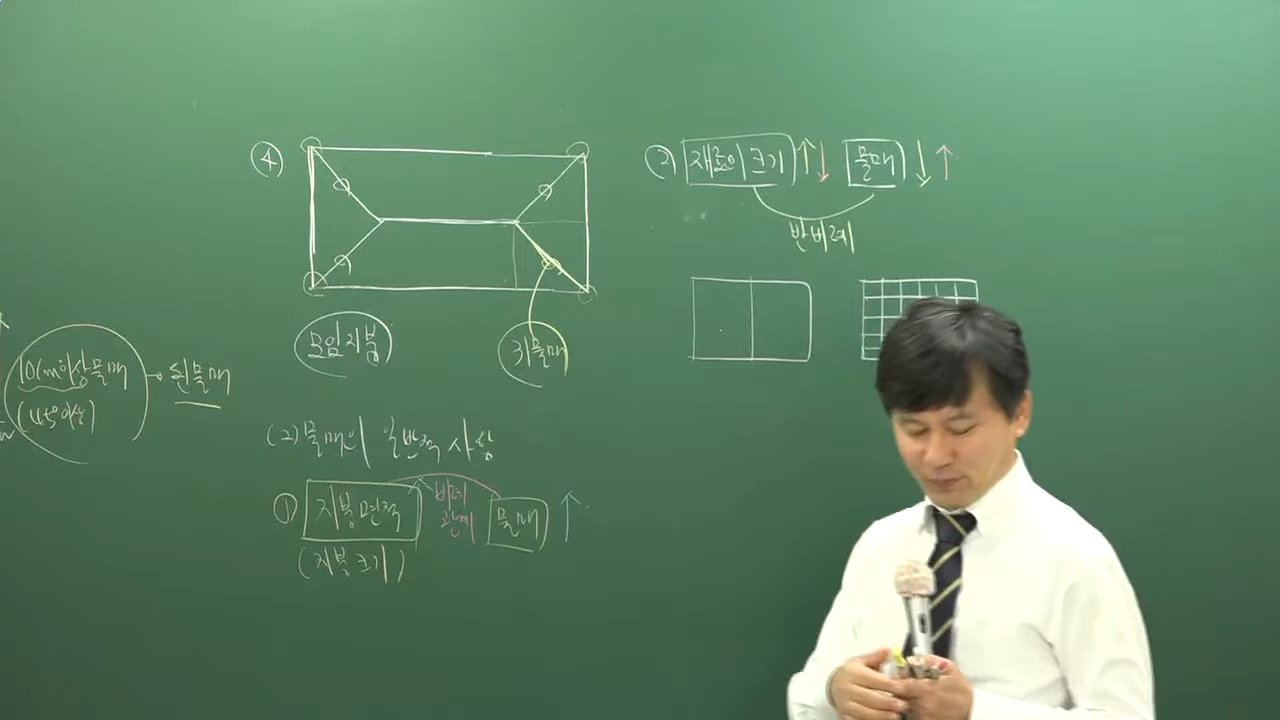 10cm이상물매 → 된물매
(45°이상)
④
모임지붕
귀물매
(2) 물매의 일반적 사항
① 지붕면적 비례관계 물매 ↑
(지붕크기)
② 재료의 크기 ↑↓ 물매 ↓↑
반비례